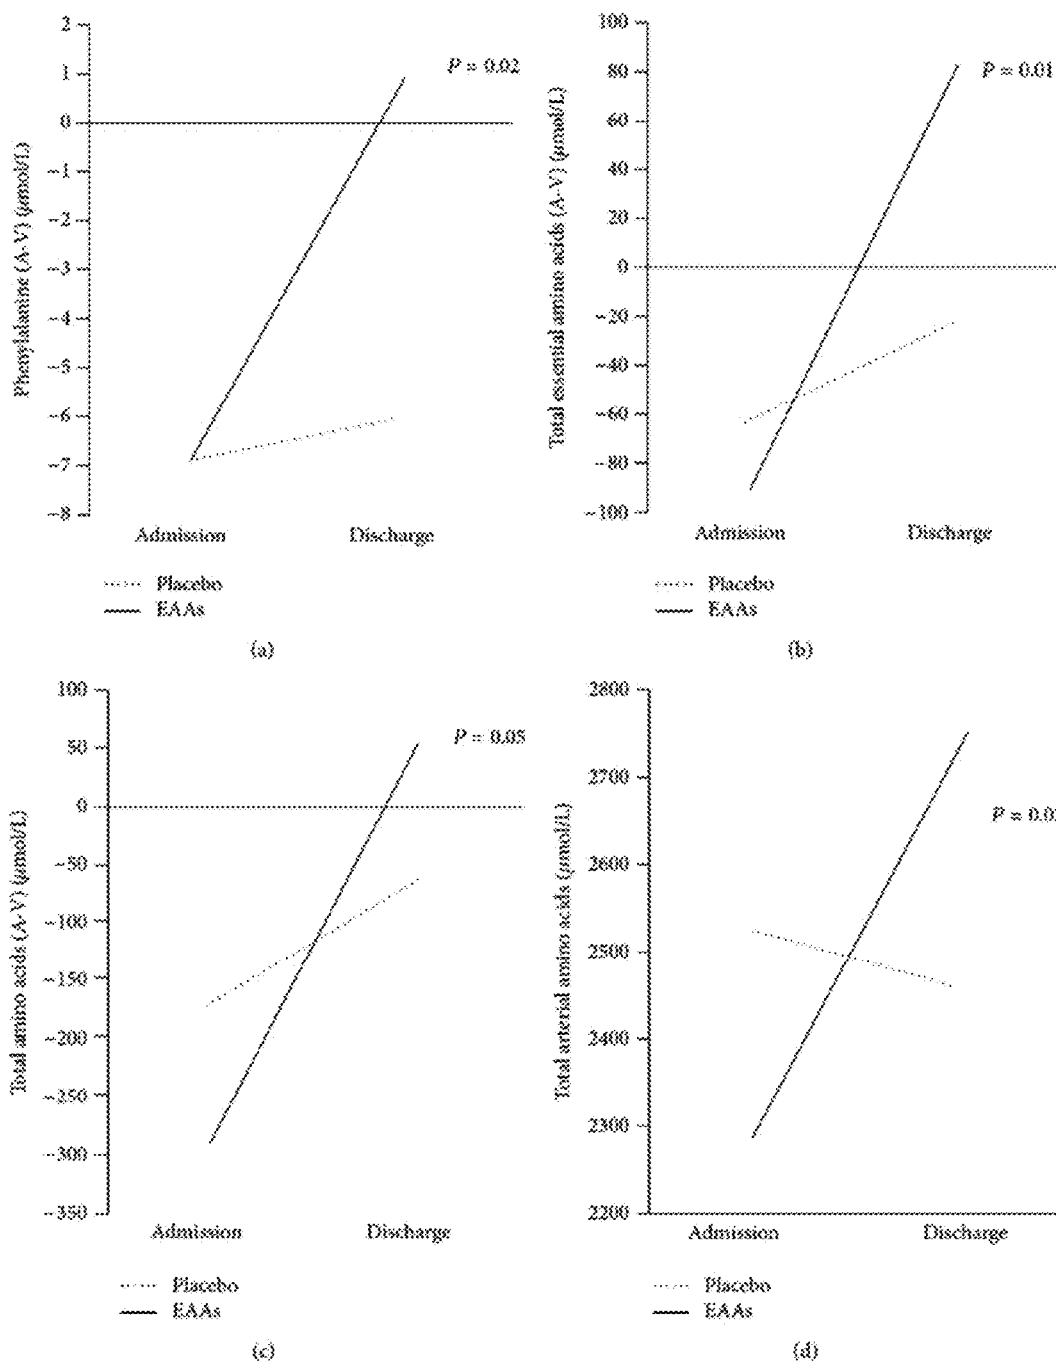 2
1
0
−1
−2
−3
−4
−5
−6
−7
−8
Phenylalanine (A-V) (μmol/L)
P = 0.02
Admission Discharge
Placebo
EAAs
(a)
100
80
60
40
20
0
−20
−40
−60
−80
−100
Total essential amino acids (A-V) (μmol/L)
P = 0.01
Admission Discharge
Placebo
EAAs
(b)
100
50
0
−50
−100
−150
−200
−250
−300
−350
Total amino acids (A-V) (μmol/L)
P = 0.05
Admission Discharge
Placebo
EAAs
(c)
2800
2700
2600
2500
2400
2300
2200
Total arterial amino acids (μmol/L)
P =
Admission Discharge
Placebo
EAAs
(d)